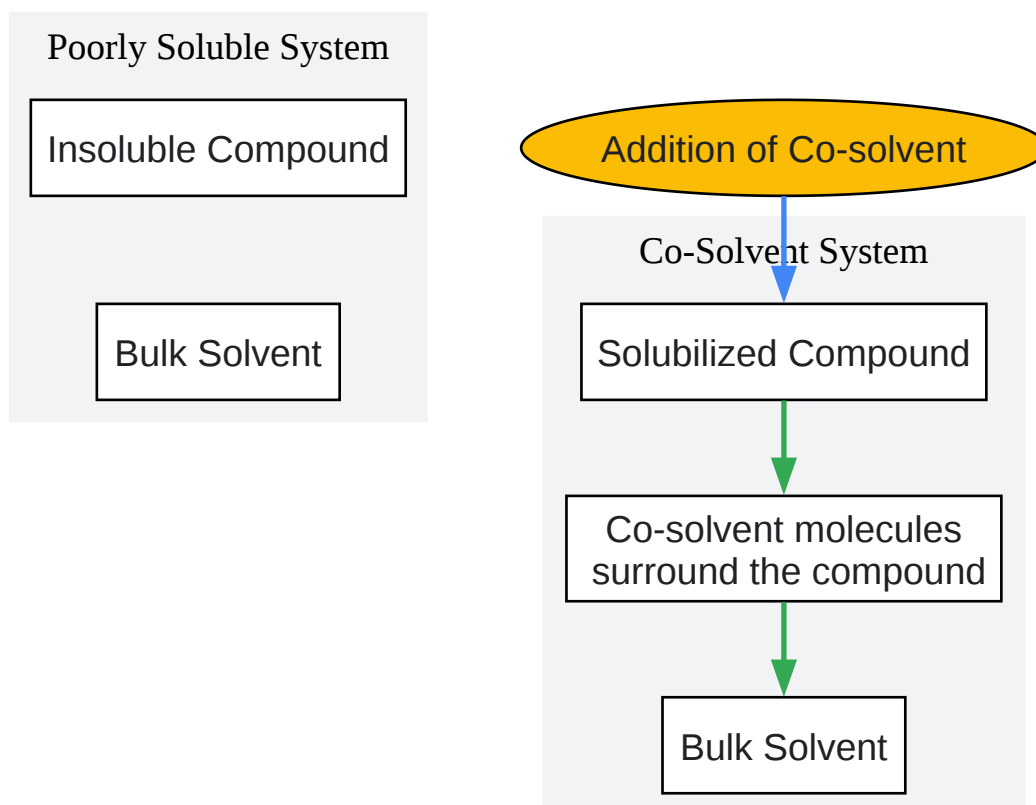 Poorly Soluble System
Insoluble Compound
Bulk Solvent
Addition of Co-solvent
Co-Solvent System
Solubilized Compound
Co-solvent molecules
surround the compound
Bulk Solvent